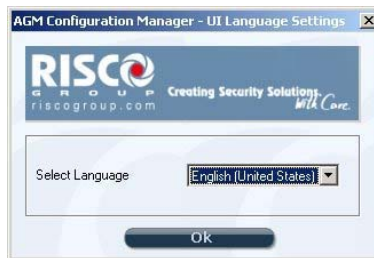 AGM Configuration Manager - UI Language Settings
RISCO
GROUP
riscogroup.com
Creating Security Solutions.
With Care.
Select Language
English (United States)
Ok